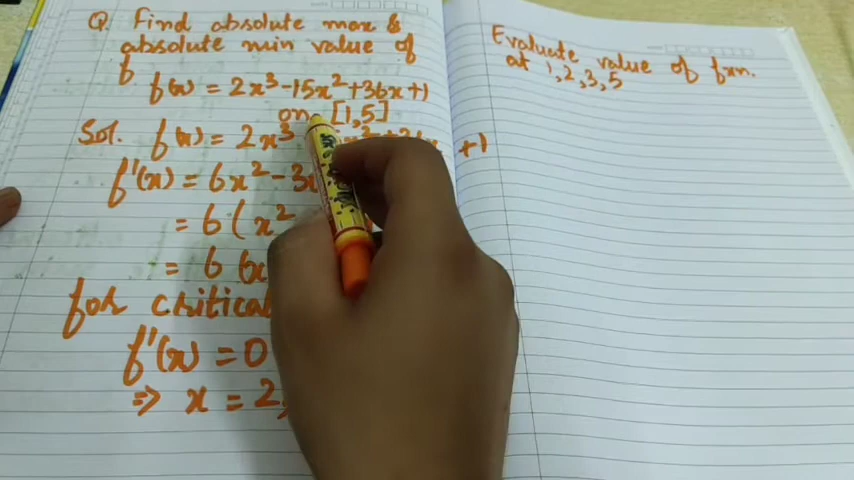 Q. Find absolute max &
absolute min value of
f
f(x) = 2x³ -15x² +36x +1
on [1,5]
Sol. f(x) = 2x³ +1
f'(x) = 6x² - 3
= 6 (x²
= 6
for critical
f'(x) = 0
⇒ x = 2,
Evaluate value of fxn.
at 1,2,3,5